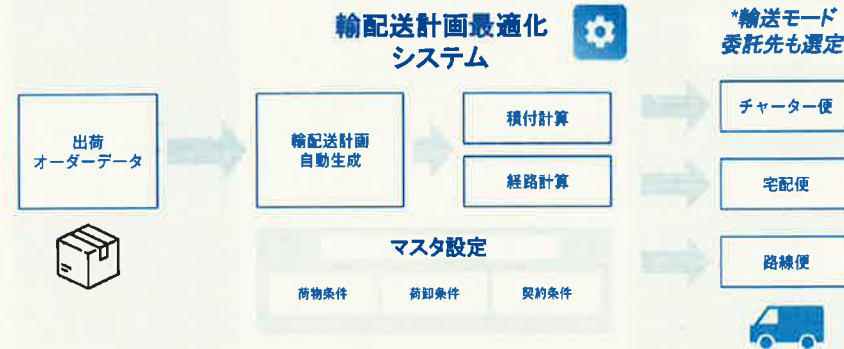 輸配送計画最適化
システム
*輸送モード
委託先も選定
出荷
オーダーデータ
輸配送計画
自動生成
積付計算
経路計算
チャーター便
宅配便
路線便
マスタ設定
荷物条件
荷卸条件
契約条件